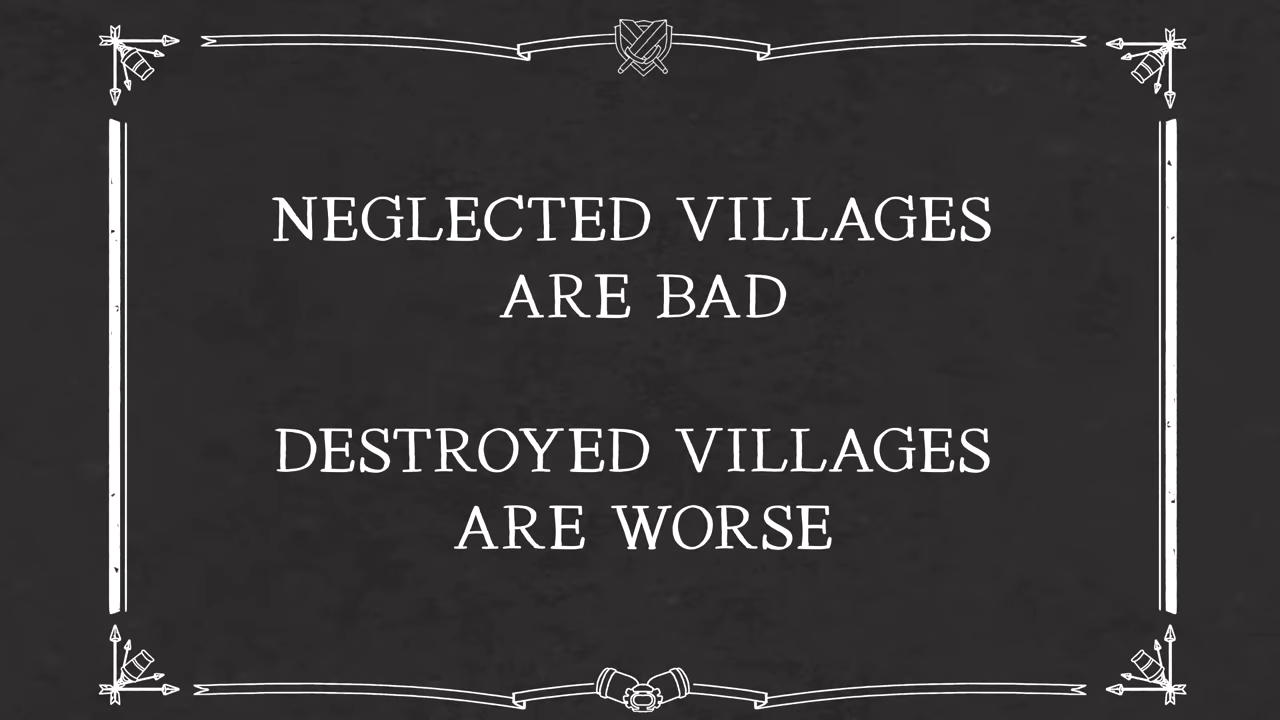 NEGLECTED VILLAGES
ARE BAD
DESTROYED VILLAGES
ARE WORSE